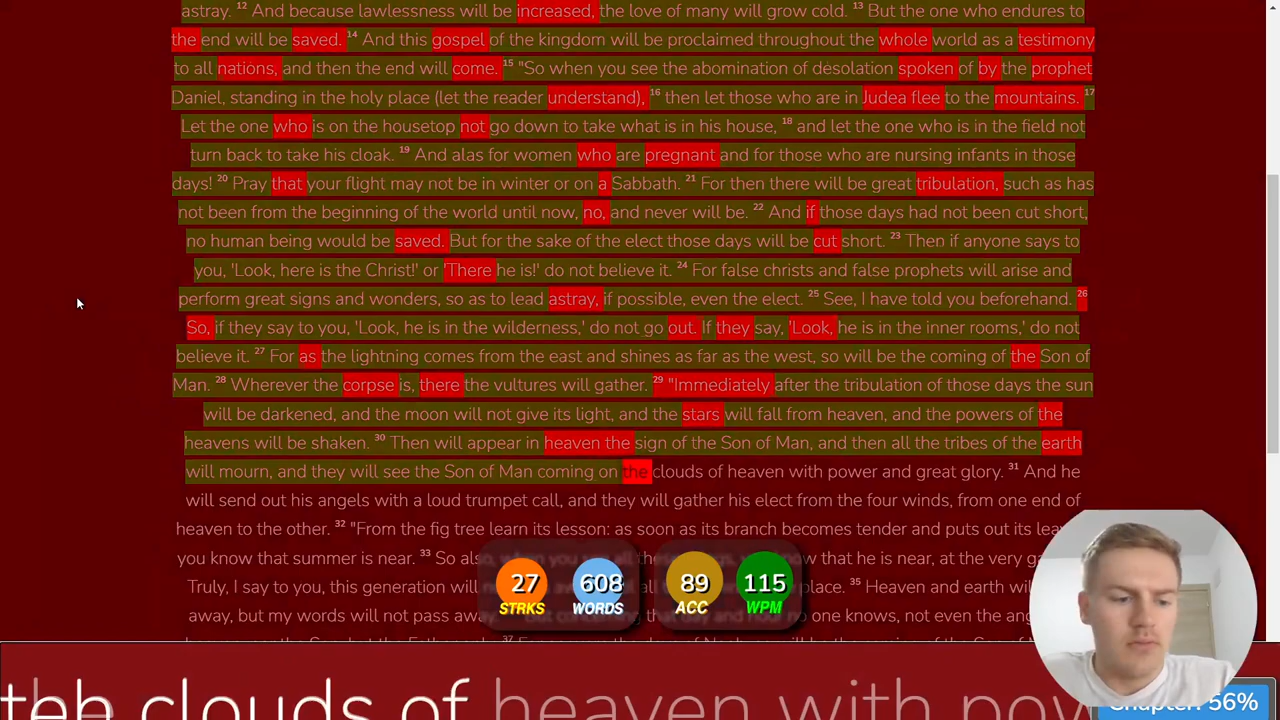 astray. 12 And because lawlessness will be increased, the love of many will grow cold. 13 But the one who endures to
the end will be saved. 14 And this gospel of the kingdom will be proclaimed throughout the whole world as a testimony
to all nations, and then the end will come. 15 "So when you see the abomination of desolation spoken of by the prophet
Daniel, standing in the holy place (let the reader understand), 16 then let those who are in Judea flee to the mountains. 17
Let the one who is on the housetop not go down to take what is in his house, 18 and let the one who is in the field not
turn back to take his cloak. 19 And alas for women who are pregnant and for those who are nursing infants in those
days! 20 Pray that your flight may not be in winter or on a Sabbath. 21 For then there will be great tribulation, such as has
not been from the beginning of the world until now, no, and never will be. 22 And if those days had not been cut short,
no human being would be saved. But for the sake of the elect those days will be cut short. 23 Then if anyone says to
you, 'Look, here is the Christ!' or 'There he is!' do not believe it. 24 For false christs and false prophets will arise and
perform great signs and wonders, so as to lead astray, if possible, even the elect. 25 See, I have told you beforehand. 26
So, if they say to you, 'Look, he is in the wilderness,' do not go out. If they say, 'Look, he is in the inner rooms,' do not
believe it. 27 For as the lightning comes from the east and shines as far as the west, so will be the coming of the Son of
Man. 28 Wherever the corpse is, there the vultures will gather. 29 "Immediately after the tribulation of those days the sun
will be darkened, and the moon will not give its light, and the stars will fall from heaven, and the powers of the
heavens will be shaken. 30 Then will appear in heaven the sign of the Son of Man, and then all the tribes of the earth
will mourn, and they will see the Son of Man coming on the clouds of heaven with power and great glory. 31 And he
will send out his angels with a loud trumpet call, and they will gather his elect from the four winds, from one end of
heaven to the other. 32 "From the fig tree learn its lesson: as soon as its branch becomes tender and puts out its
you know that summer is near. 33 So also, when you see all that he is near, at the very
Truly, I say to you, this generation will place. 35 Heaven and earth
away, but my words will not pass away. no one knows, not even the
27 STRKS 608 WORDS 89 ACC 115 WPM
the clouds of heaven with
Chapter: 56%